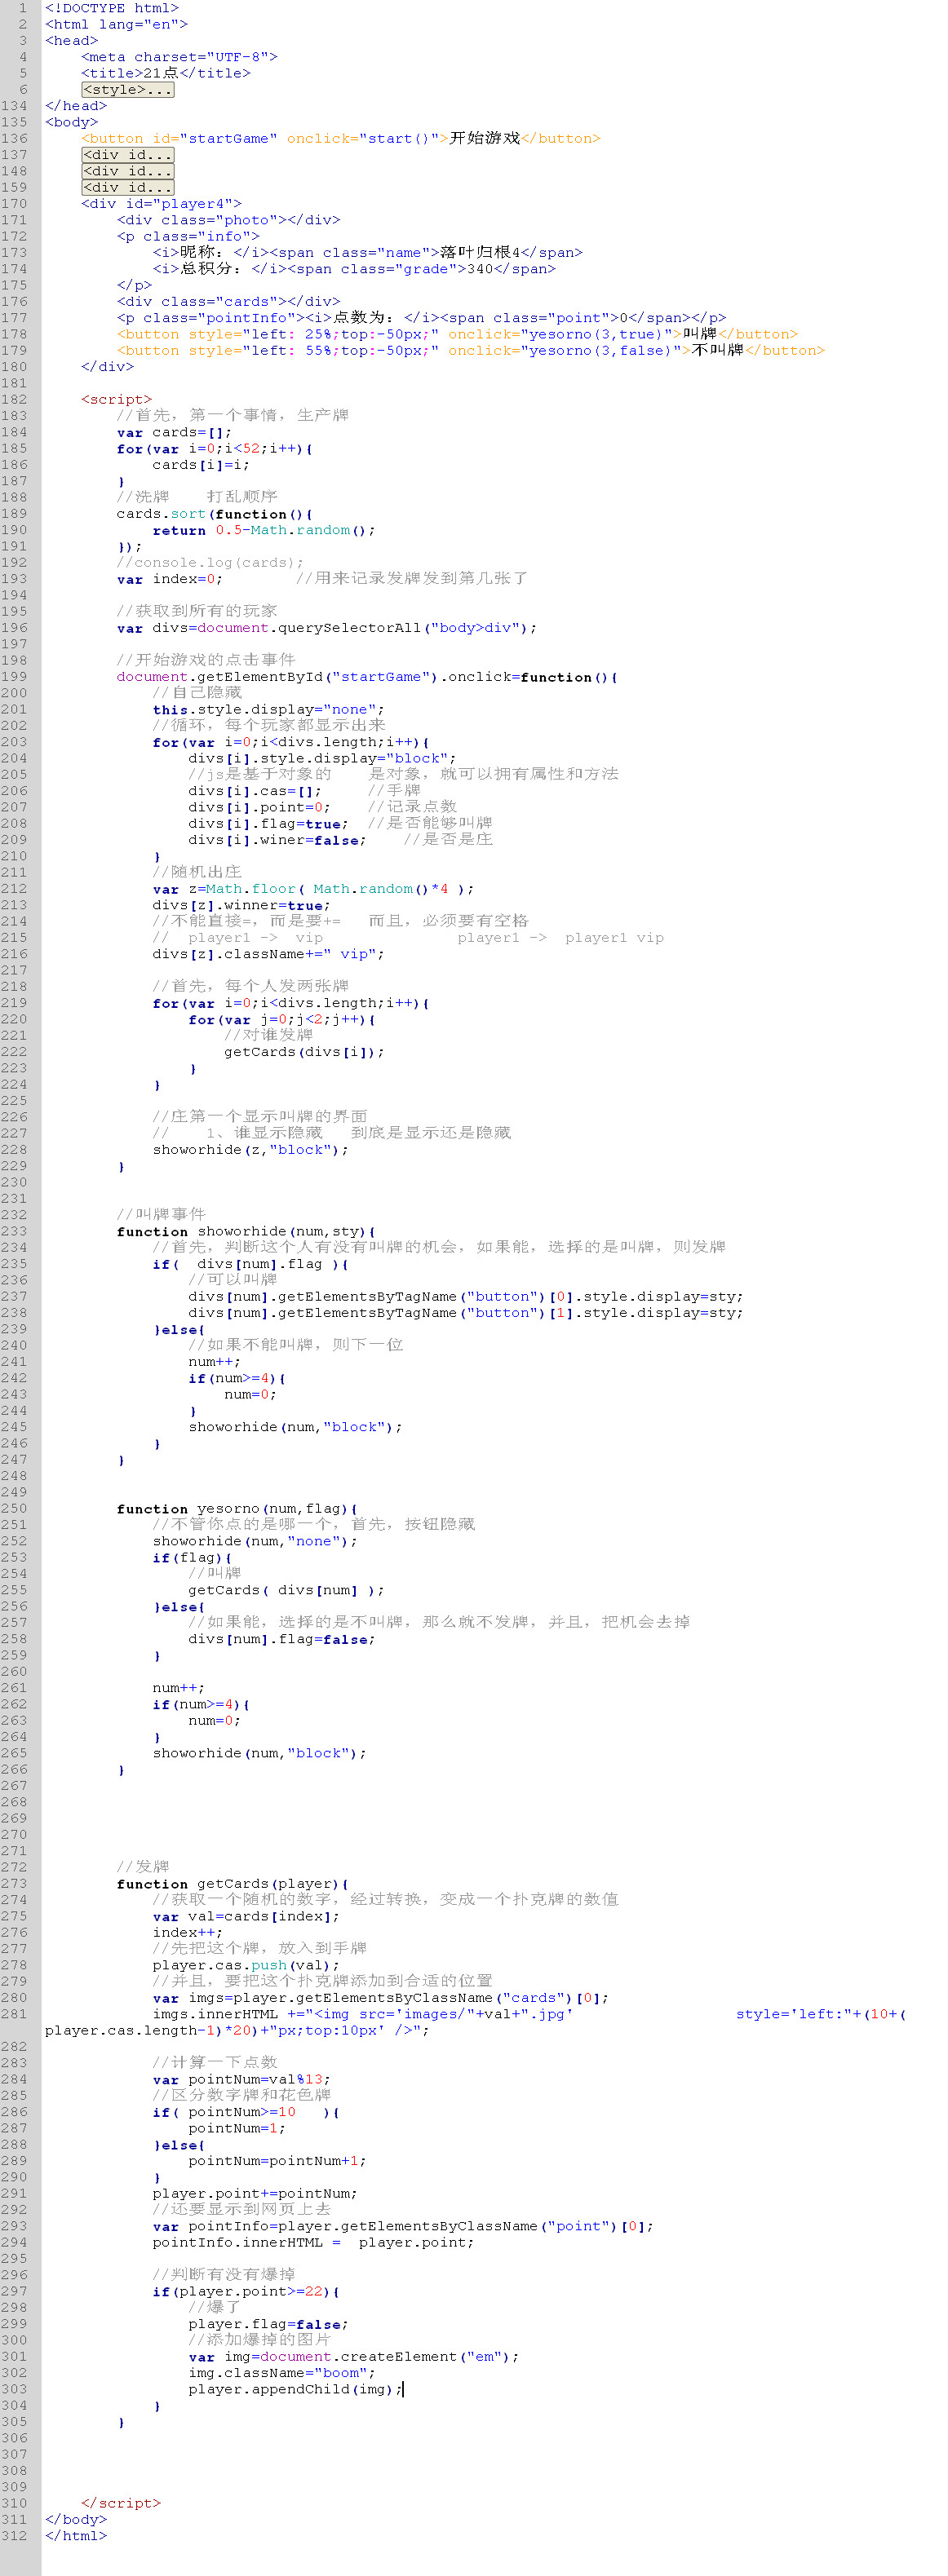 1 <!DOCTYPE html>
2 <html lang="en">
3 <head>
4     <meta charset="UTF-8">
5     <title>21点</title>
6     <style>...
134 </head>
135 <body>
136     <button id="startGame" onclick="start()">开始游戏</button>
137     <div id...
148     <div id...
159     <div id...
170     <div id="player4">
171         <div class="photo"></div>
172         <p class="info">
173             <i>昵称：</i><span class="name">落叶归根4</span>
174             <i>总积分：</i><span class="grade">340</span>
175         </p>
176         <div class="cards"></div>
177         <p class="pointInfo"><i>点数为：</i><span class="point">0</span></p>
178         <button style="left: 25%;top:-50px;" onclick="yesorno(3,true)">叫牌</button>
179         <button style="left: 55%;top:-50px;" onclick="yesorno(3,false)">不叫牌</button>
180     </div>
181
182     <script>
183         //首先，第一个事情，生产牌
184         var cards=[];
185         for(var i=0;i<52;i++){
186             cards[i]=i;
187         }
188         //洗牌    打乱顺序
189         cards.sort(function(){
190             return 0.5-Math.random();
191         });
192         //console.log(cards);
193         var index=0;        //用来记录发牌发到第几张了
194
195         //获取到所有的玩家
196         var divs=document.querySelectorAll("body>div");
197
198         //开始游戏的点击事件
199         document.getElementById("startGame").onclick=function(){
200             //自己隐藏
201             this.style.display="none";
202             //循环，每个玩家都显示出来
203             for(var i=0;i<divs.length;i++){
204                 divs[i].style.display="block";
205                 //js是基于对象的    是对象，就可以拥有属性和方法
206                 divs[i].cas=[];     //手牌
207                 divs[i].point=0;    //记录点数
208                 divs[i].flag=true;  //是否能够叫牌
209                 divs[i].winer=false;    //是否是庄
210             }
211             //随机出庄
212             var z=Math.floor( Math.random()*4 );
213             divs[z].winner=true;
214             //不能直接=，而是要+=   而且，必须要有空格
215             //  player1 ->  vip               player1 ->  player1 vip
216             divs[z].className+=" vip";
217
218             //首先，每个人发两张牌
219             for(var i=0;i<divs.length;i++){
220                 for(var j=0;j<2;j++){
221                     //对谁发牌
222                     getCards(divs[i]);
223                 }
224             }
225
226             //庄第一个显示叫牌的界面
227             //    1、谁显示隐藏   到底是显示还是隐藏
228             showorhide(z,"block");
229         }
230
231
232         //叫牌事件
233         function showorhide(num,sty){
234             //首先，判断这个人有没有叫牌的机会，如果能，选择的是叫牌，则发牌
235             if(  divs[num].flag ){
236                 //可以叫牌
237                 divs[num].getElementsByTagName("button")[0].style.display=sty;
238                 divs[num].getElementsByTagName("button")[1].style.display=sty;
239             }else{
240                 //如果不能叫牌，则下一位
241                 num++;
242                 if(num>=4){
243                     num=0;
244                 }
245                 showorhide(num,"block");
246             }
247         }
248
249
250         function yesorno(num,flag){
251             //不管你点的是哪一个，首先，按钮隐藏
252             showorhide(num,"none");
253             if(flag){
254                 //叫牌
255                 getCards( divs[num] );
256             }else{
257                 //如果能，选择的是不叫牌，那么就不发牌，并且，把机会去掉
258                 divs[num].flag=false;
259             }
260
261             num++;
262             if(num>=4){
263                 num=0;
264             }
265             showorhide(num,"block");
266         }
267
268
269
270
271
272         //发牌
273         function getCards(player){
274             //获取一个随机的数字，经过转换，变成一个扑克牌的数值
275             var val=cards[index];
276             index++;
277             //先把这个牌，放入到手牌
278             player.cas.push(val);
279             //并且，要把这个扑克牌添加到合适的位置
280             var imgs=player.getElementsByClassName("cards")[0];
281             imgs.innerHTML +="<img src='images/"+val+".jpg'                  style='left:"+(10+(
player.cas.length-1)*20)+"px;top:10px' />";
282
283             //计算一下点数
284             var pointNum=val%13;
285             //区分数字牌和花色牌
286             if( pointNum>=10   ){
287                 pointNum=1;
288             }else{
289                 pointNum=pointNum+1;
290             }
291             player.point+=pointNum;
292             //还要显示到网页上去
293             var pointInfo=player.getElementsByClassName("point")[0];
294             pointInfo.innerHTML =  player.point;
295
296             //判断有没有爆掉
297             if(player.point>=22){
298                 //爆了
299                 player.flag=false;
300                 //添加爆掉的图片
301                 var img=document.createElement("em");
302                 img.className="boom";
303                 player.appendChild(img);
304             }
305         }
306
307
308
309
310     </script>
311 </body>
312 </html>